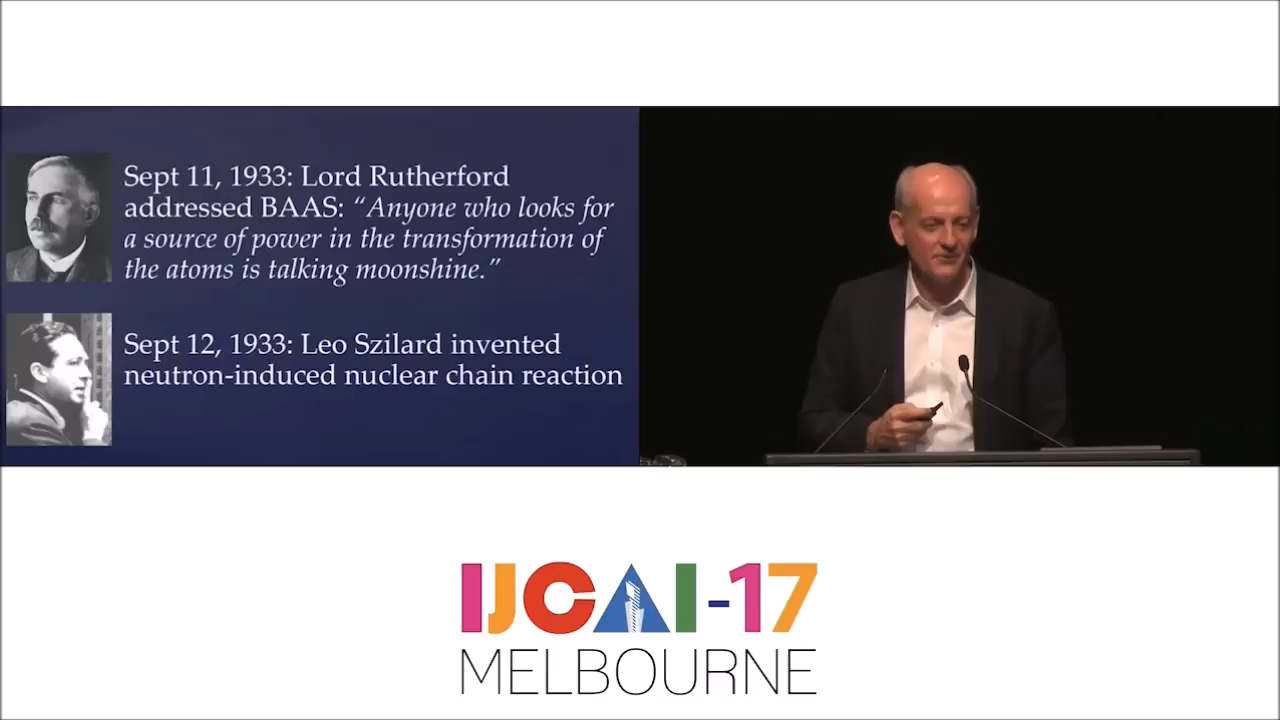 Sept 11, 1933: Lord Rutherford
addressed BAAS: “Anyone who looks for
a source of power in the transformation of
the atoms is talking moonshine.”
Sept 12, 1933: Leo Szilard invented
neutron-induced nuclear chain reaction
IJCAI-17
MELBOURNE